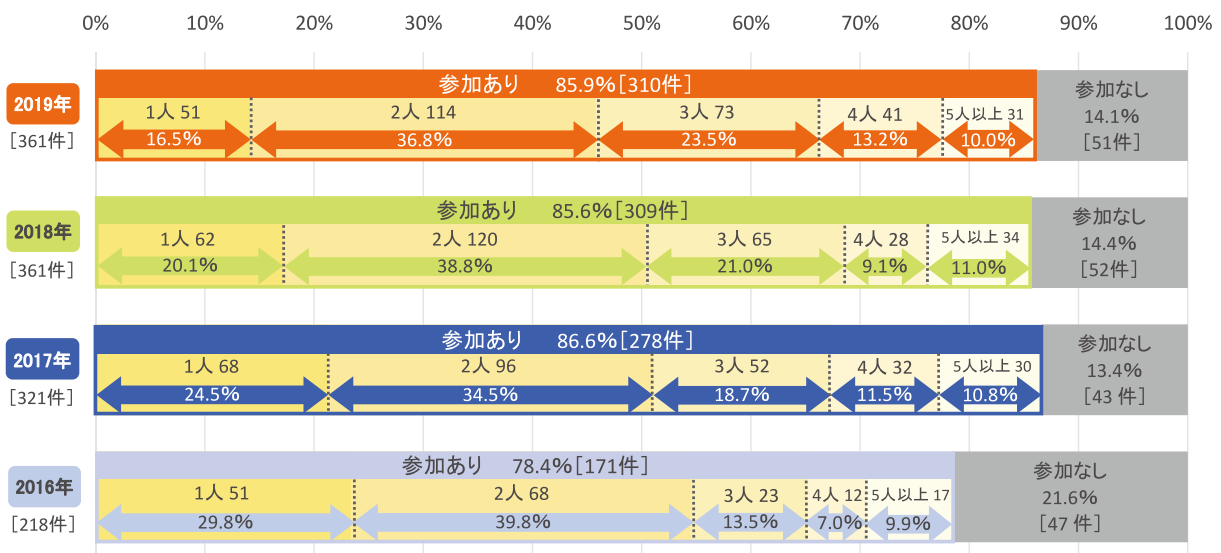 0% 10% 20% 30% 40% 50% 60% 70% 80% 90% 100%
2019年
[361件]
参加あり 85.9%[310件]
1人 51 2人 114 3人 73 4人 41 5人以上 31
16.5% 36.8% 23.5% 13.2% 10.0%
参加なし
14.1%
[51件]
2018年
[361件]
参加あり 85.6%[309件]
1人 62 2人 120 3人 65 4人 28 5人以上 34
20.1% 38.8% 21.0% 9.1% 11.0%
参加なし
14.4%
[52件]
2017年
[321件]
参加あり 86.6%[278件]
1人 68 2人 96 3人 52 4人 32 5人以上 30
24.5% 34.5% 18.7% 11.5% 10.8%
参加なし
13.4%
[43 件]
2016年
[218件]
参加あり 78.4%[171件]
1人 51 2人 68 3人 23 4人 12 5人以上 17
29.8% 39.8% 13.5% 7.0% 9.9%
参加なし
21.6%
[47 件]